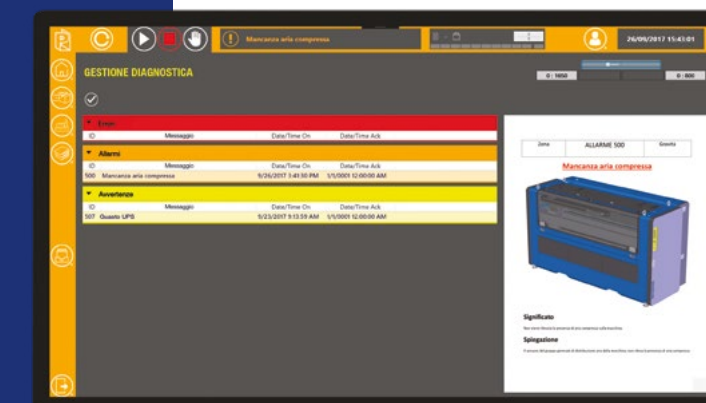 Mancanza aria compressa
26/09/2017 15:43:01
GESTIONE DIAGNOSTICA
0 : 1650
0 : 800
Errori
ID Messaggio Date/Time On Date/Time Ack
Allarmi
ID Messaggio Date/Time On Date/Time Ack
500 Mancanza aria compressa 9/26/2017 3:41:30 PM 1/1/0001 12:00:00 AM
Avvertenze
ID Messaggio Date/Time On Date/Time Ack
507 Guasto UPS 9/23/2017 9:13:59 AM 1/1/0001 12:00:00 AM
Zona ALLARME 500 Gravità
Mancanza aria compressa
Significato
Spiegazione